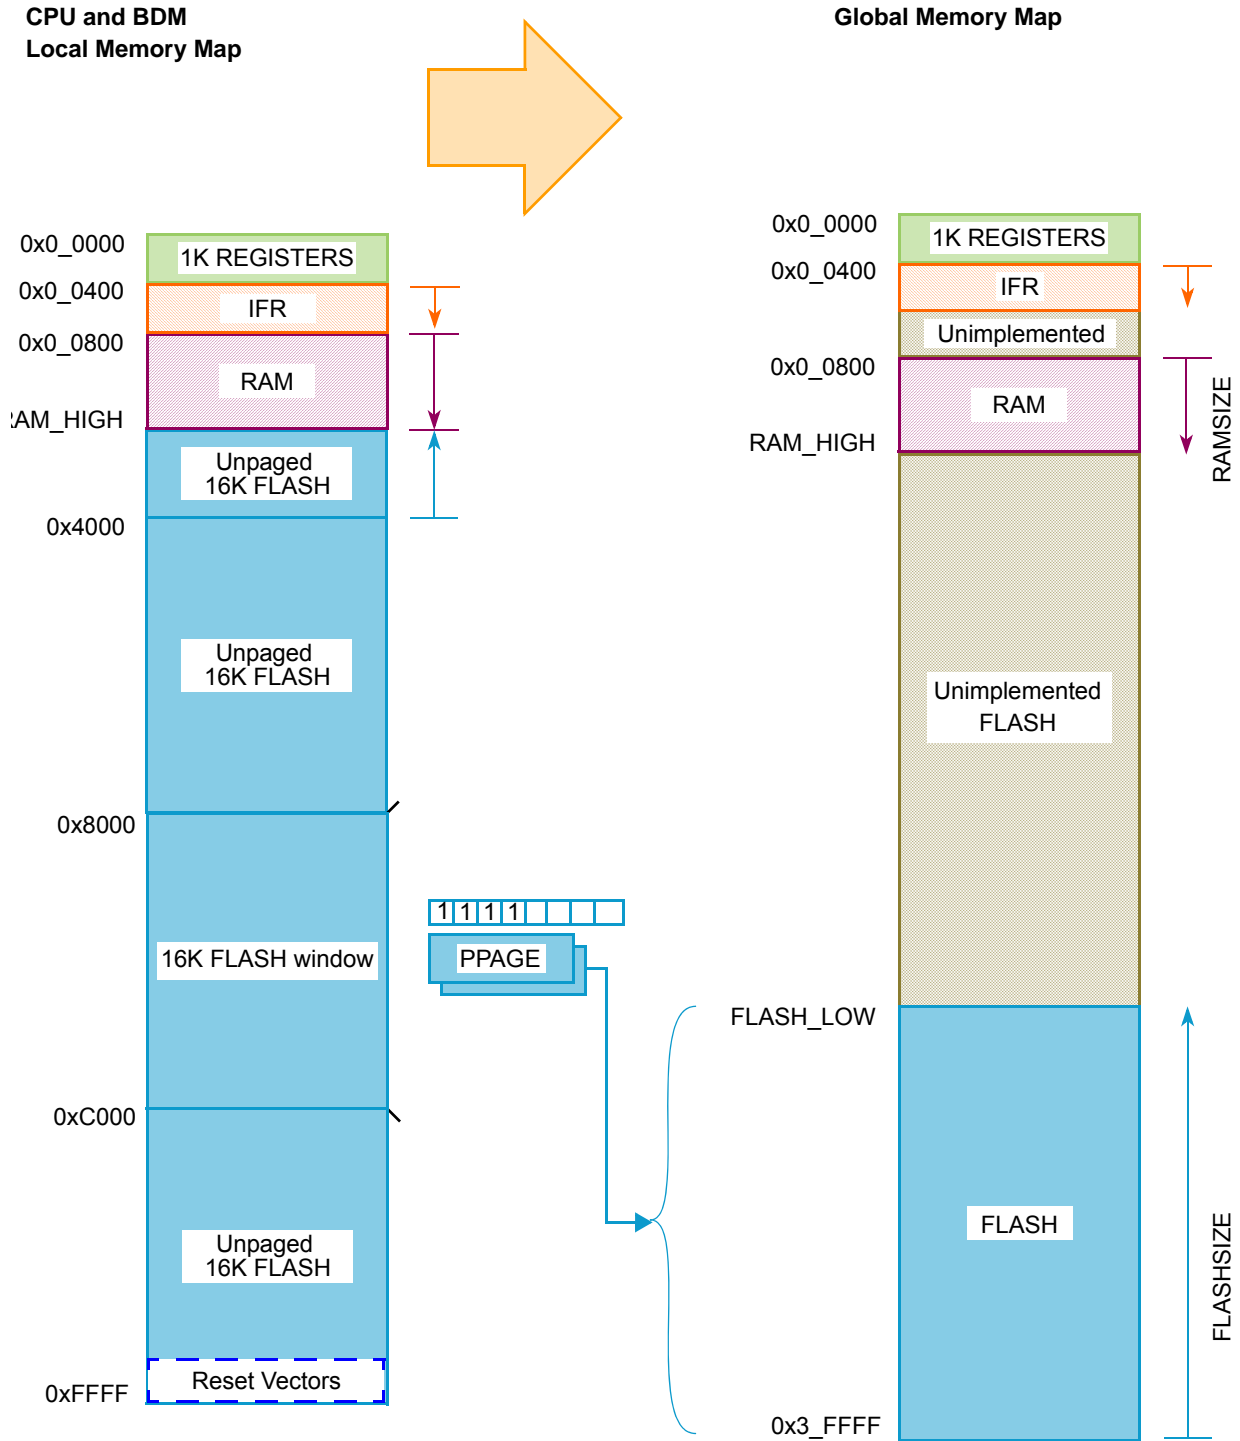 CPU and BDM
Local Memory Map
Global Memory Map
0x0_0000
1K REGISTERS
0x0_0400
IFR
0x0_0800
RAM
RAM_HIGH
Unpaged
16K FLASH
0x4000
Unpaged
16K FLASH
0x8000
16K FLASH window
0xC000
Unpaged
16K FLASH
Reset Vectors
0xFFFF
1 1 1 1
PPAGE
0x0_0000
1K REGISTERS
0x0_0400
IFR
Unimplemented
0x0_0800
RAM
RAM_HIGH
RAMSIZE
Unimplemented
FLASH
FLASH_LOW
FLASH
FLASHSIZE
0x3_FFFF